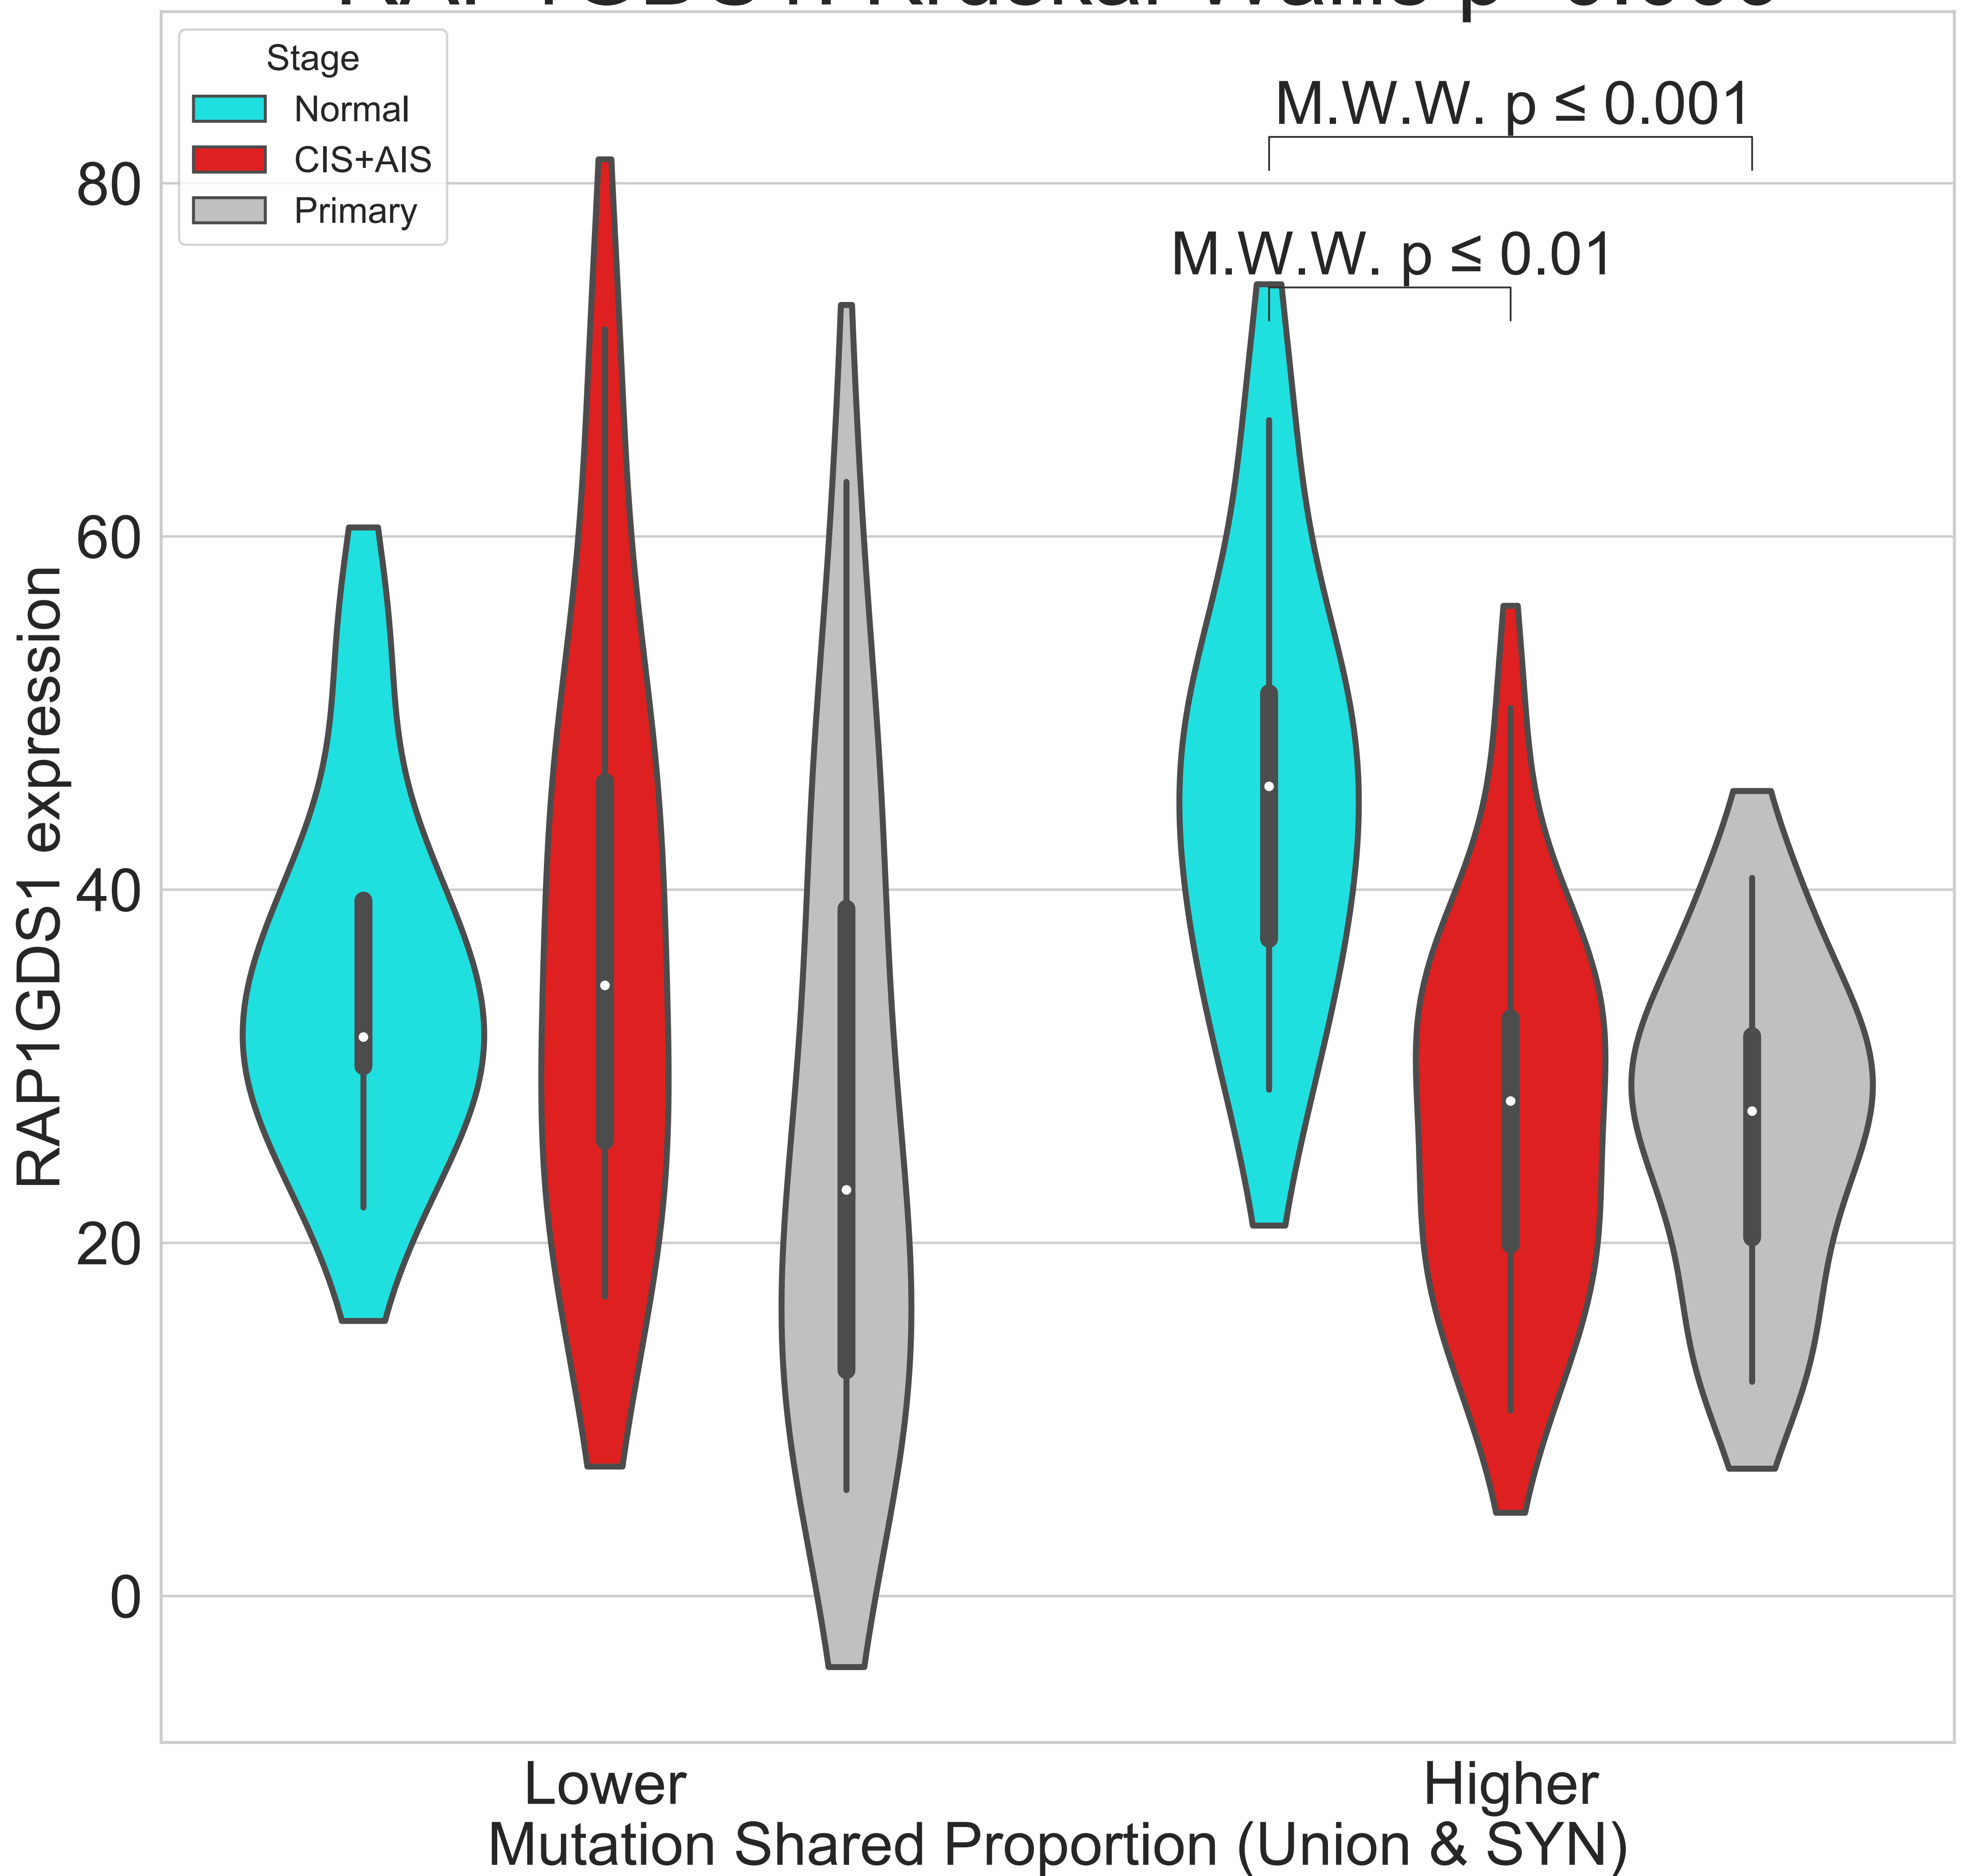 Stage
Normal
CIS+AIS
Primary
M.W.W. p ≤ 0.001
M.W.W. p ≤ 0.01
80
60
40
20
0
RAP1GDS1 expression
Lower
Higher
Mutation Shared Proportion (Union & SYN)